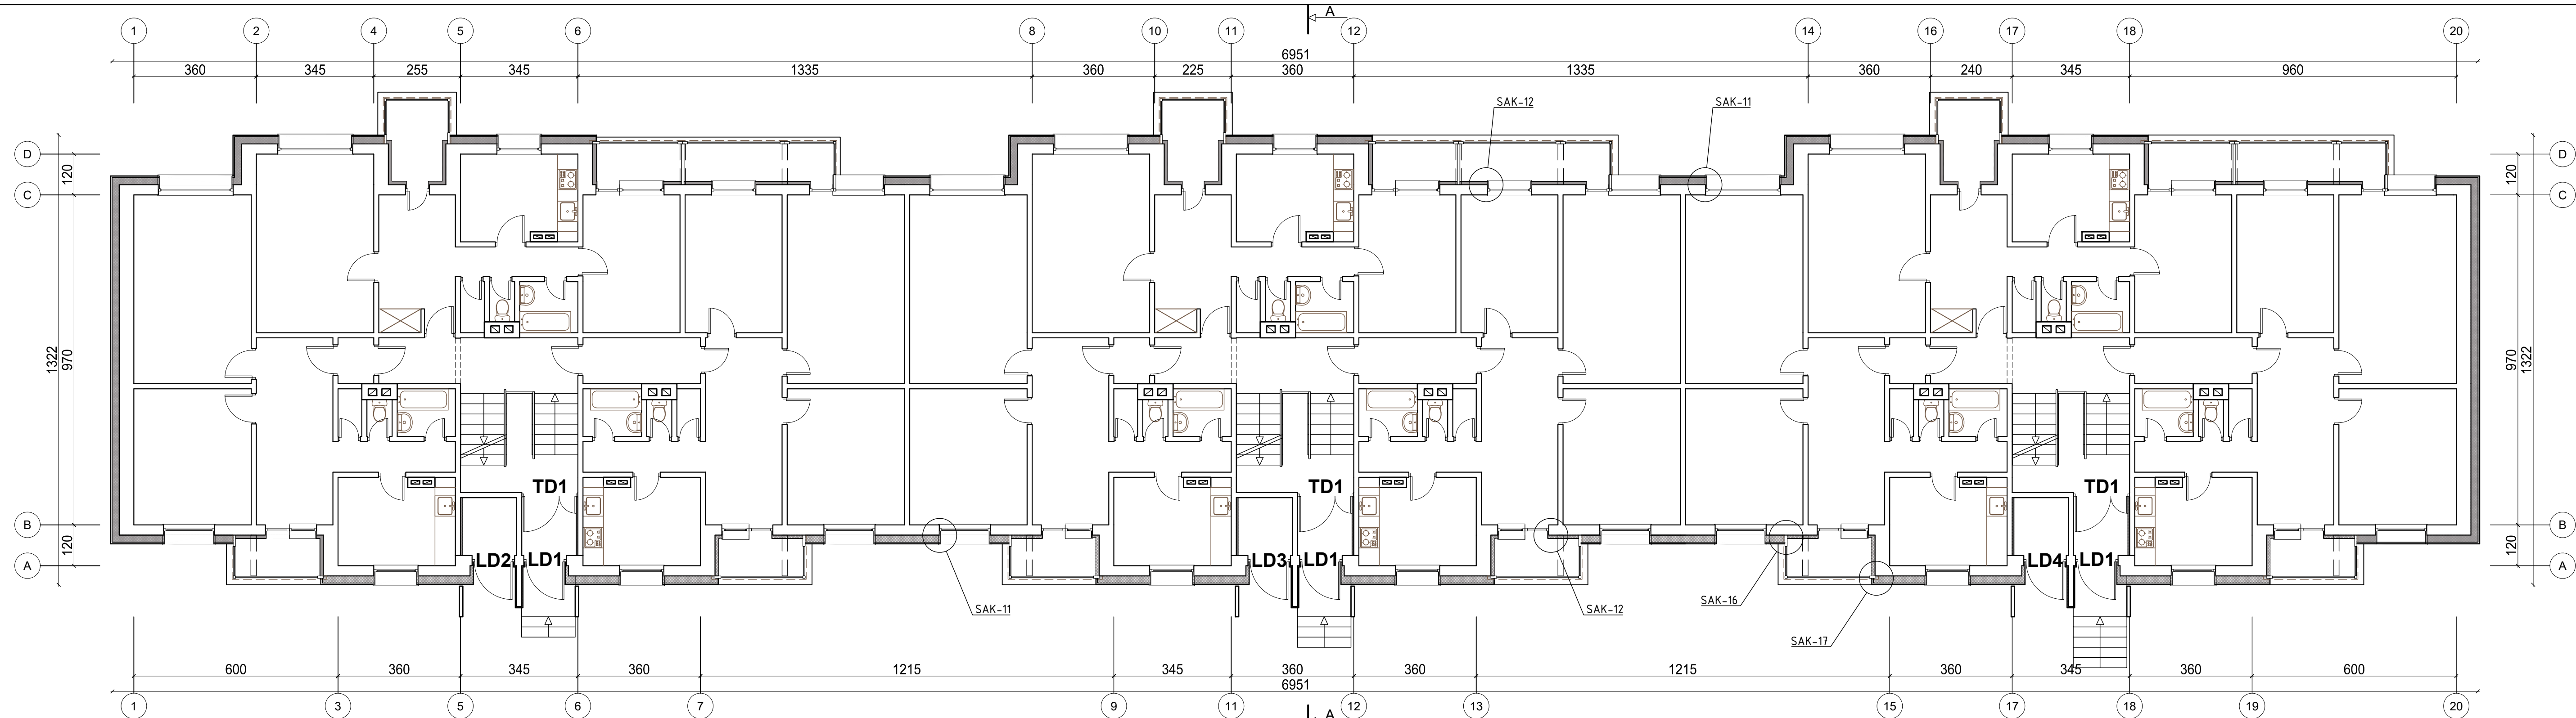 A
1 2 4 5 6 8 10 11 12 14 16 17 18 20
6951
360 345 255 345 1335 360 225 360 1335 360 240 345 960
SAK-12 SAK-11
D D
120 120
C C
1322 970 970 1322
TD1 TD1 TD1
B B
120 120
LD2 LD1 LD3 LD1 LD4 LD1
A A
SAK-11 SAK-12 SAK-16
SAK-17
600 360 345 360 1215 345 360 360 1215 360 345 360 600
6951
1 3 5 6 7 9 11 12 13 15 17 18 19 20
A